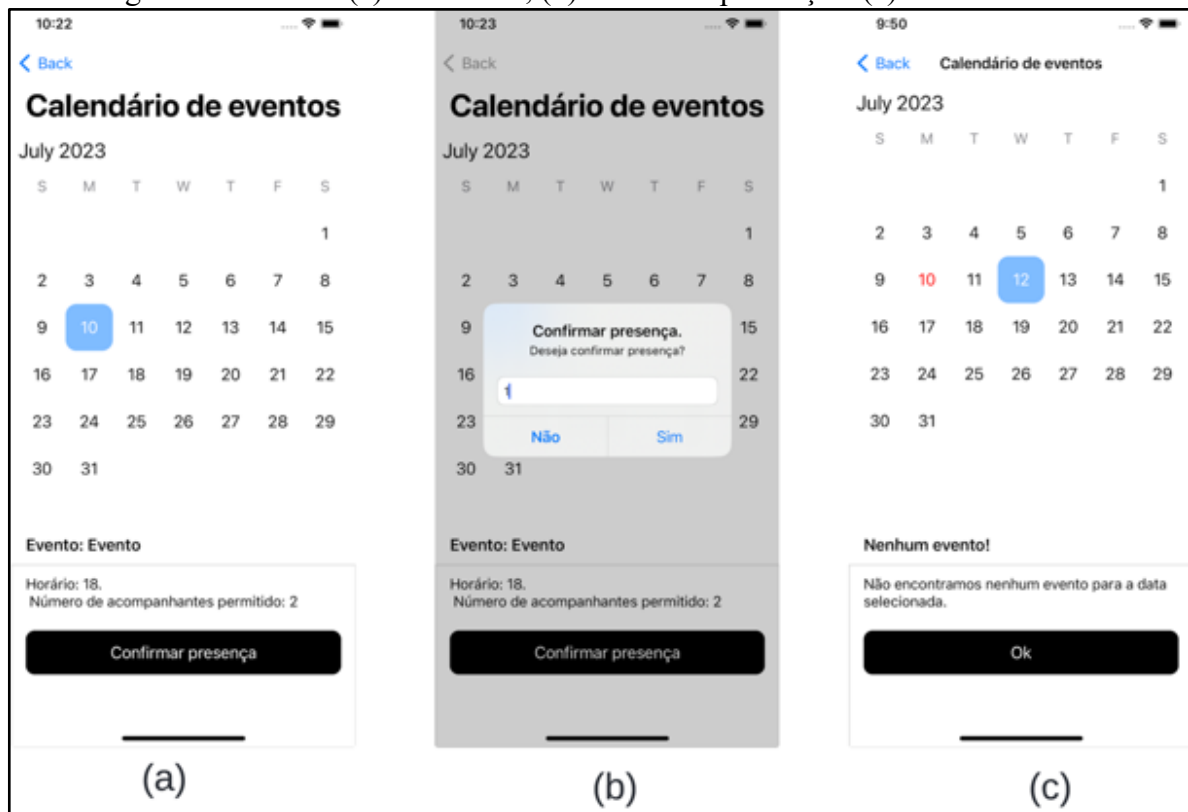 10:22
Back
Calendário de eventos
July 2023
S M T W T F S
1
2 3 4 5 6 7 8
9 10 11 12 13 14 15
16 17 18 19 20 21 22
23 24 25 26 27 28 29
30 31
Evento: Evento
Horário: 18.
Número de acompanhantes permitido: 2
Confirmar presença
(a)
10:23
Back
Calendário de eventos
July 2023
S M T W T F S
1
2 3 4 5 6 7 8
9 15
Confirmar presença.
Deseja confirmar presença?
16 22
1
23 29
Não Sim
30 31
Evento: Evento
Horário: 18.
Número de acompanhantes permitido: 2
Confirmar presença
(b)
9:50
Back Calendário de eventos
July 2023
S M T W T F S
1
2 3 4 5 6 7 8
9 10 11 12 13 14 15
16 17 18 19 20 21 22
23 24 25 26 27 28 29
30 31
Nenhum evento!
Não encontramos nenhum evento para a data
selecionada.
Ok
(c)